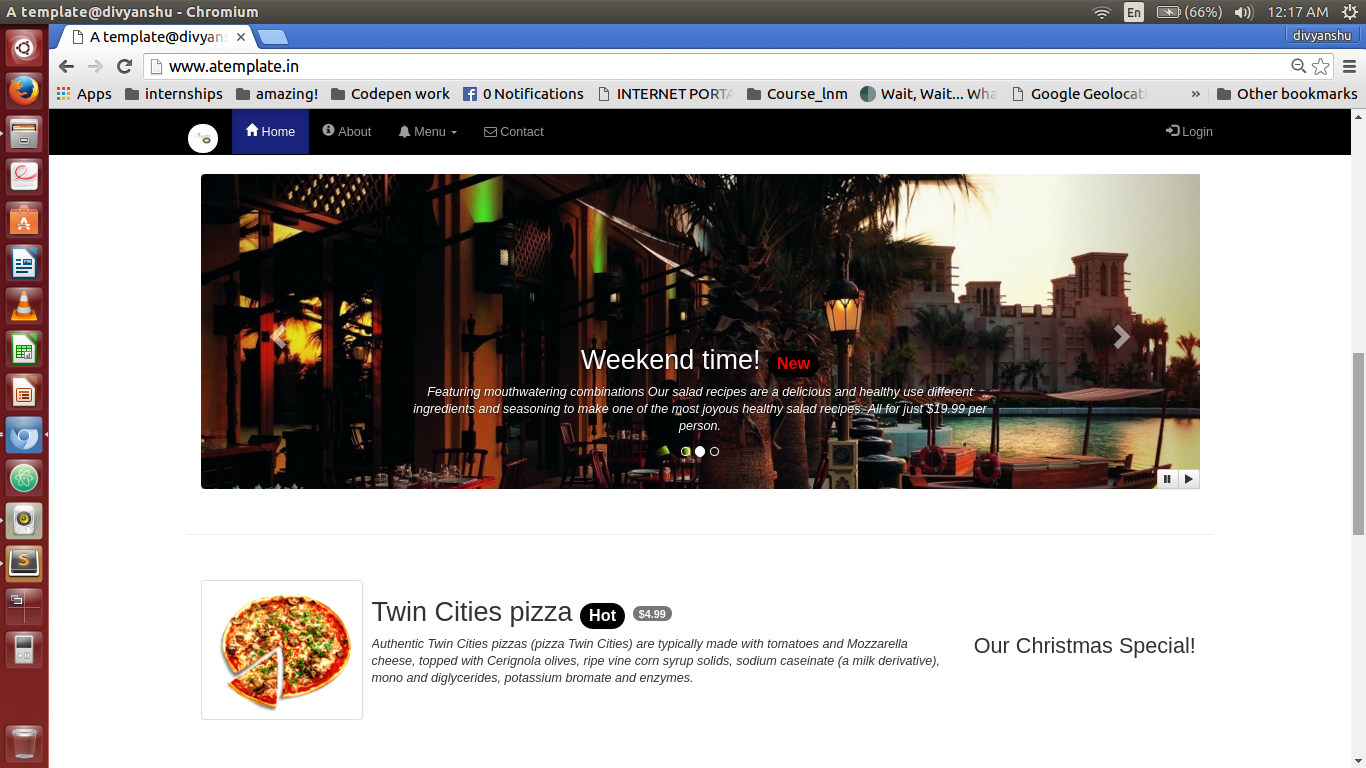 A template@divyanshu - Chromium
En
(66%)
12:17 AM
A template@divyans
divyanshu
www.atemplate.in
Apps
internships
amazing!
Codepen work
0 Notifications
INTERNET PORTA
Course_lnm
Wait, Wait... Wha
Google Geolocat
»
Other bookmarks
Home
About
Menu
Contact
Login
Weekend time! New
Featuring mouthwatering combinations Our salad recipes are a delicious and healthy use different
ingredients and seasoning to make one of the most joyous healthy salad recipes. All for just $19.99 per
person.
Twin Cities pizza Hot $4.99
Authentic Twin Cities pizzas (pizza Twin Cities) are typically made with tomatoes and Mozzarella
cheese, topped with Cerignola olives, ripe vine corn syrup solids, sodium caseinate (a milk derivative),
mono and diglycerides, potassium bromate and enzymes.
Our Christmas Special!